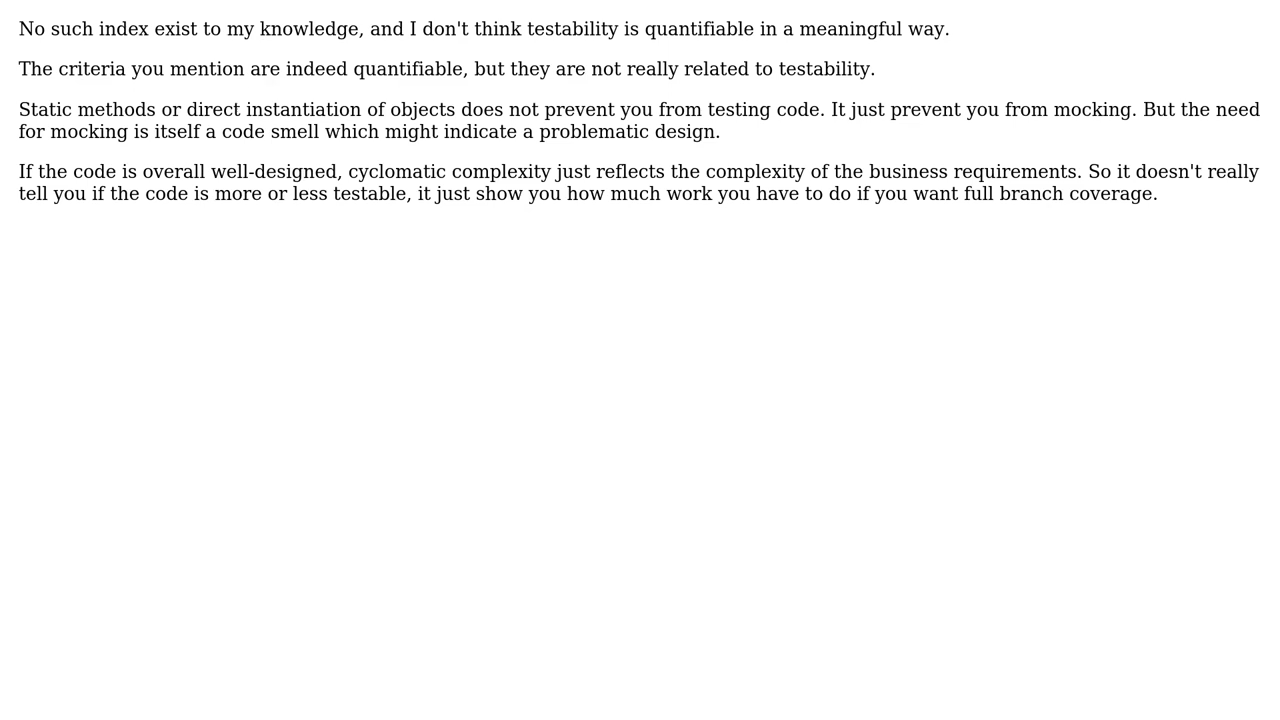 No such index exist to my knowledge, and I don't think testability is quantifiable in a meaningful way.
The criteria you mention are indeed quantifiable, but they are not really related to testability.
Static methods or direct instantiation of objects does not prevent you from testing code. It just prevent you from mocking. But the need
for mocking is itself a code smell which might indicate a problematic design.
If the code is overall well-designed, cyclomatic complexity just reflects the complexity of the business requirements. So it doesn't really
tell you if the code is more or less testable, it just show you how much work you have to do if you want full branch coverage.